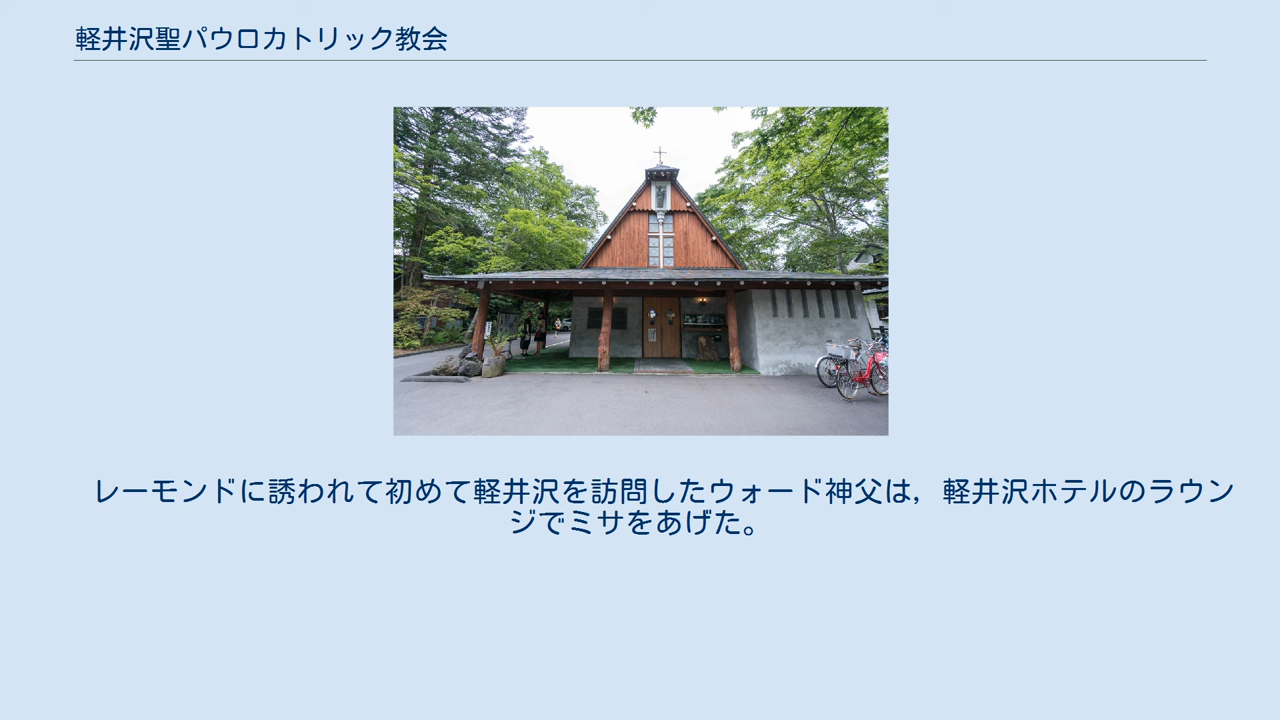 軽井沢聖パウロカトリック教会
レーモンドに誘われて初めて軽井沢を訪問したウォード神父は，軽井沢ホテルのラウン
ジでミサをあげた。